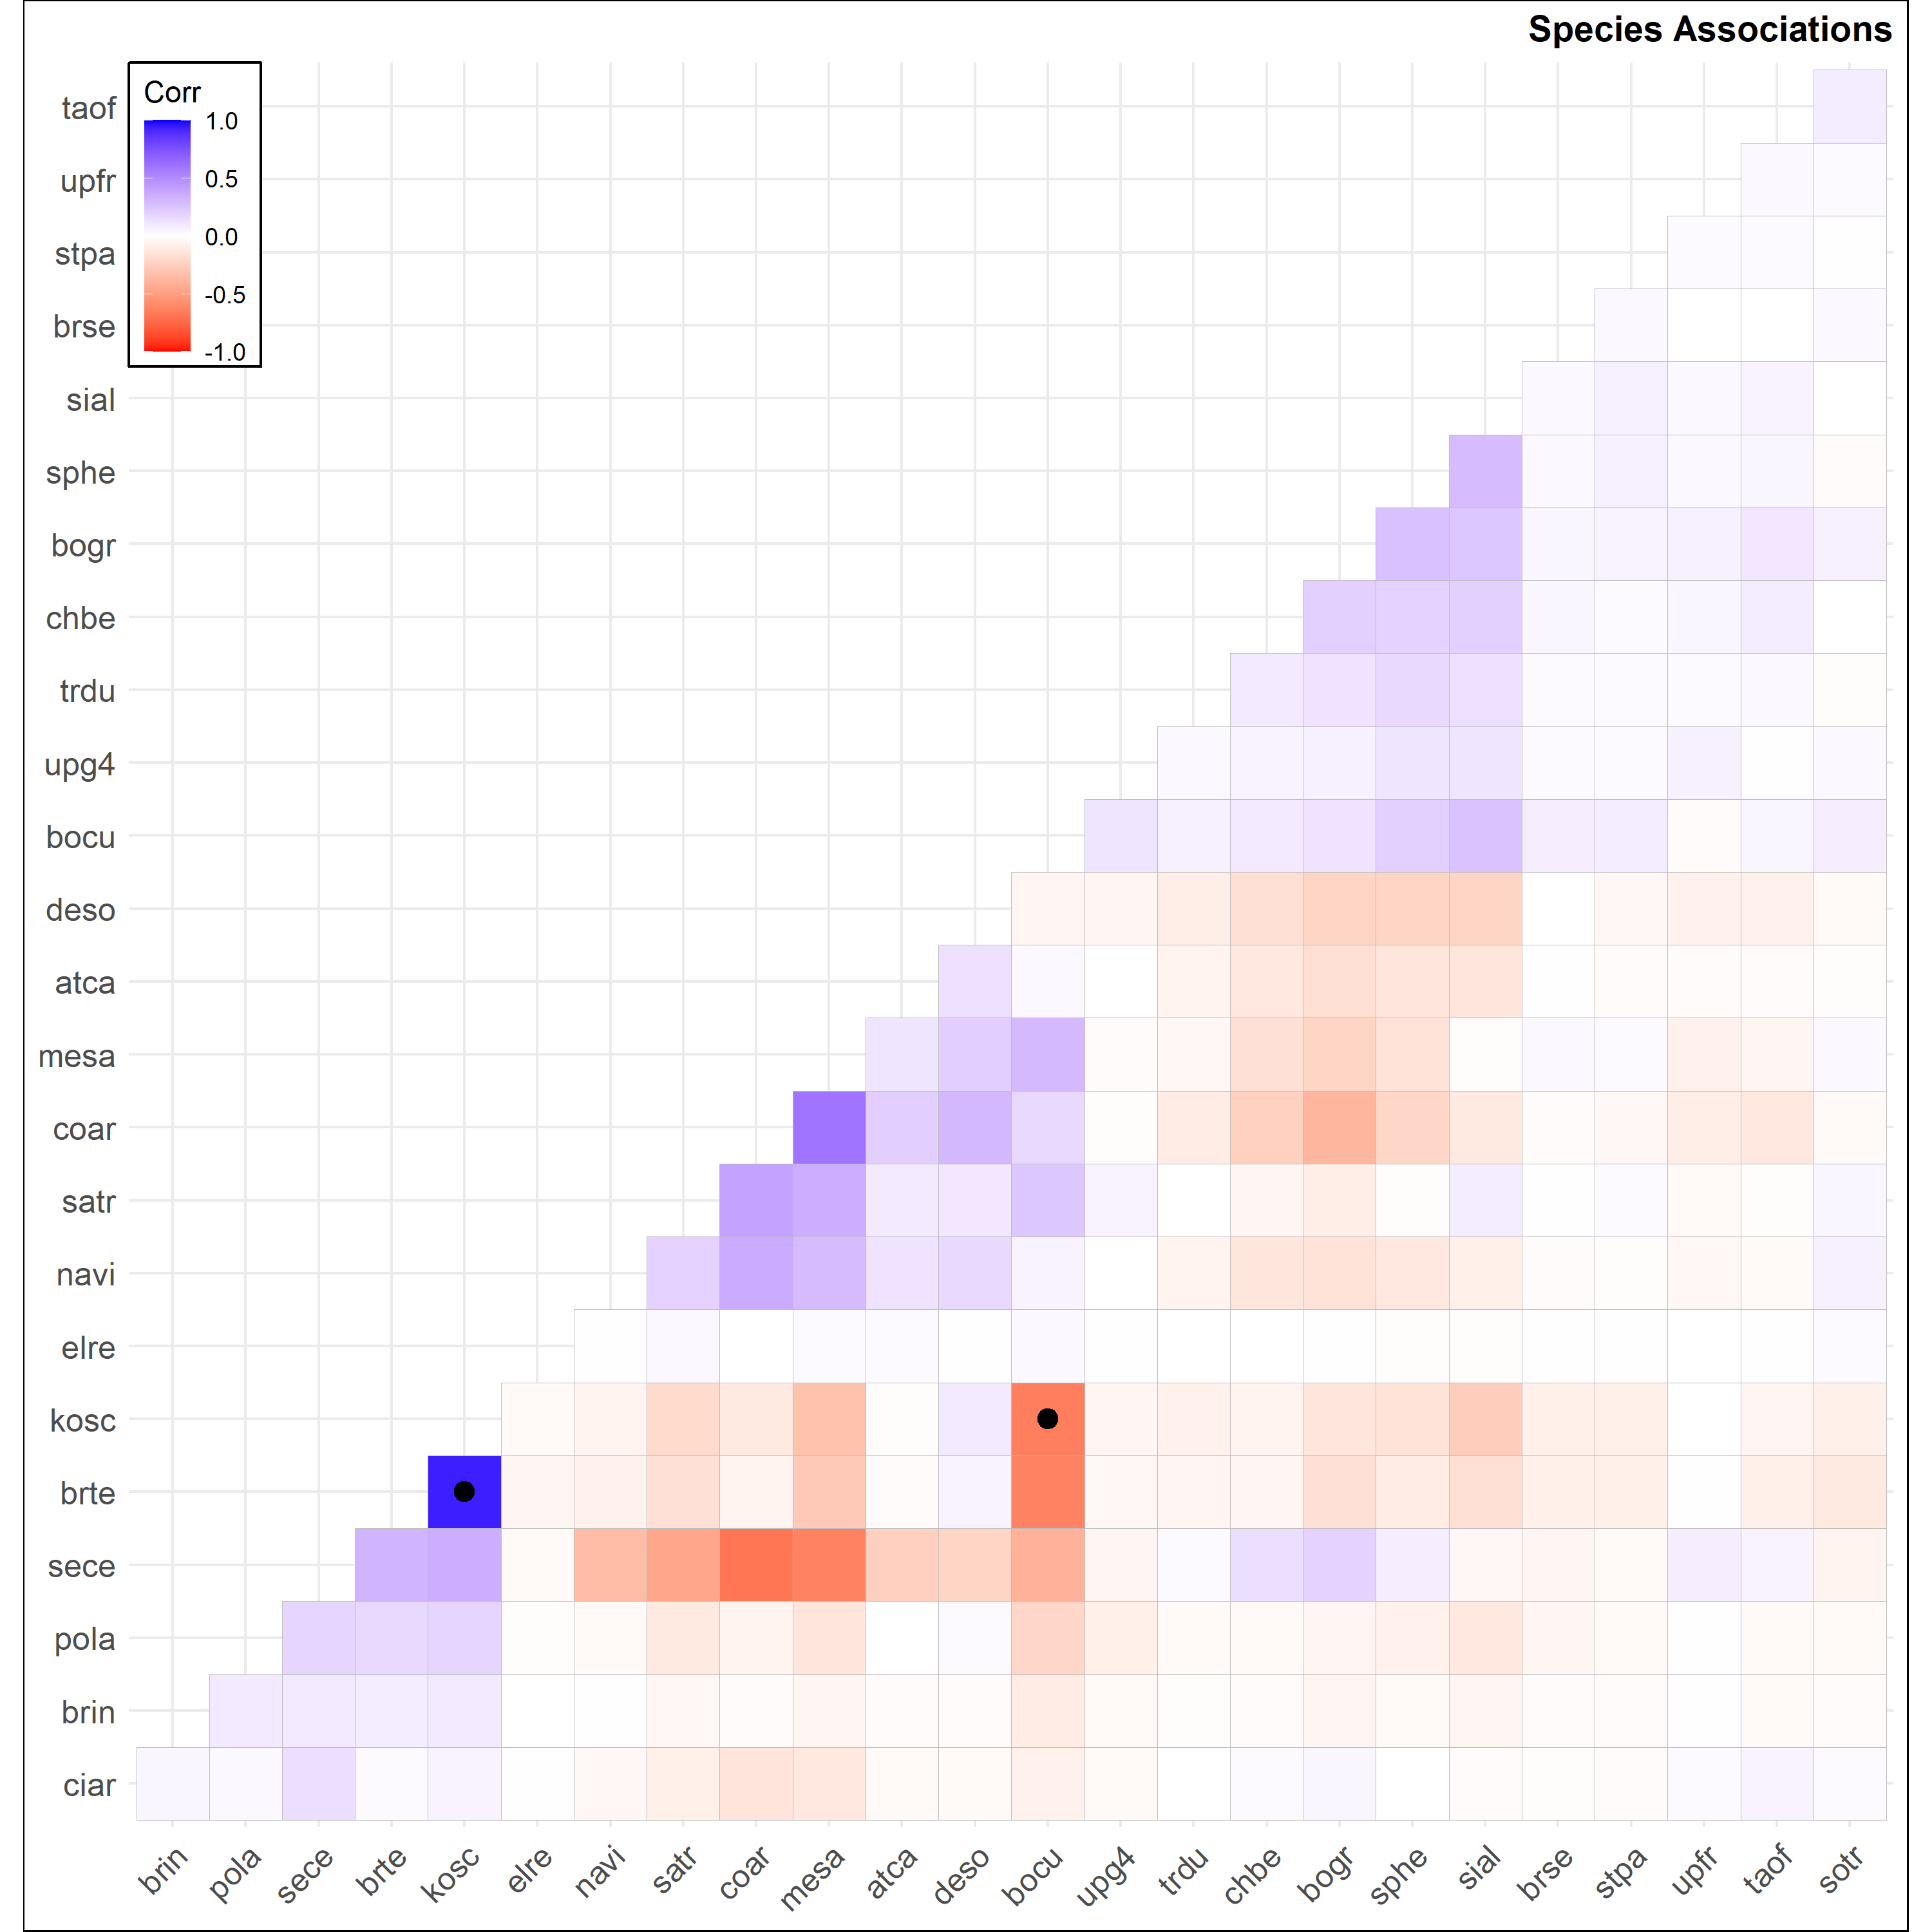 Species Associations
Corr
1.0
0.5
0.0
-0.5
-1.0
taof
upfr
stpa
brse
sial
sphe
bogr
chbe
trdu
upg4
bocu
deso
atca
mesa
coar
satr
navi
elre
kosc
brte
sece
pola
brin
ciar
brin pola sece brte kosc elre navi satr coar mesa atca deso bocu upg4 trdu chbe bogr sphe sial brse stpa upfr taof sotr